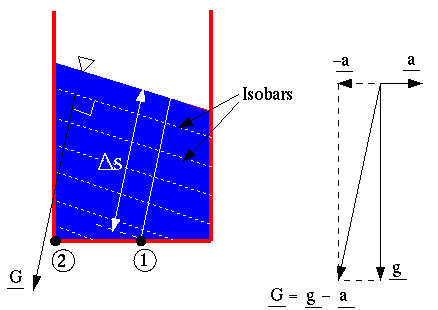 -a a
Isobars
Δs
g
G
2 1
G = g - a